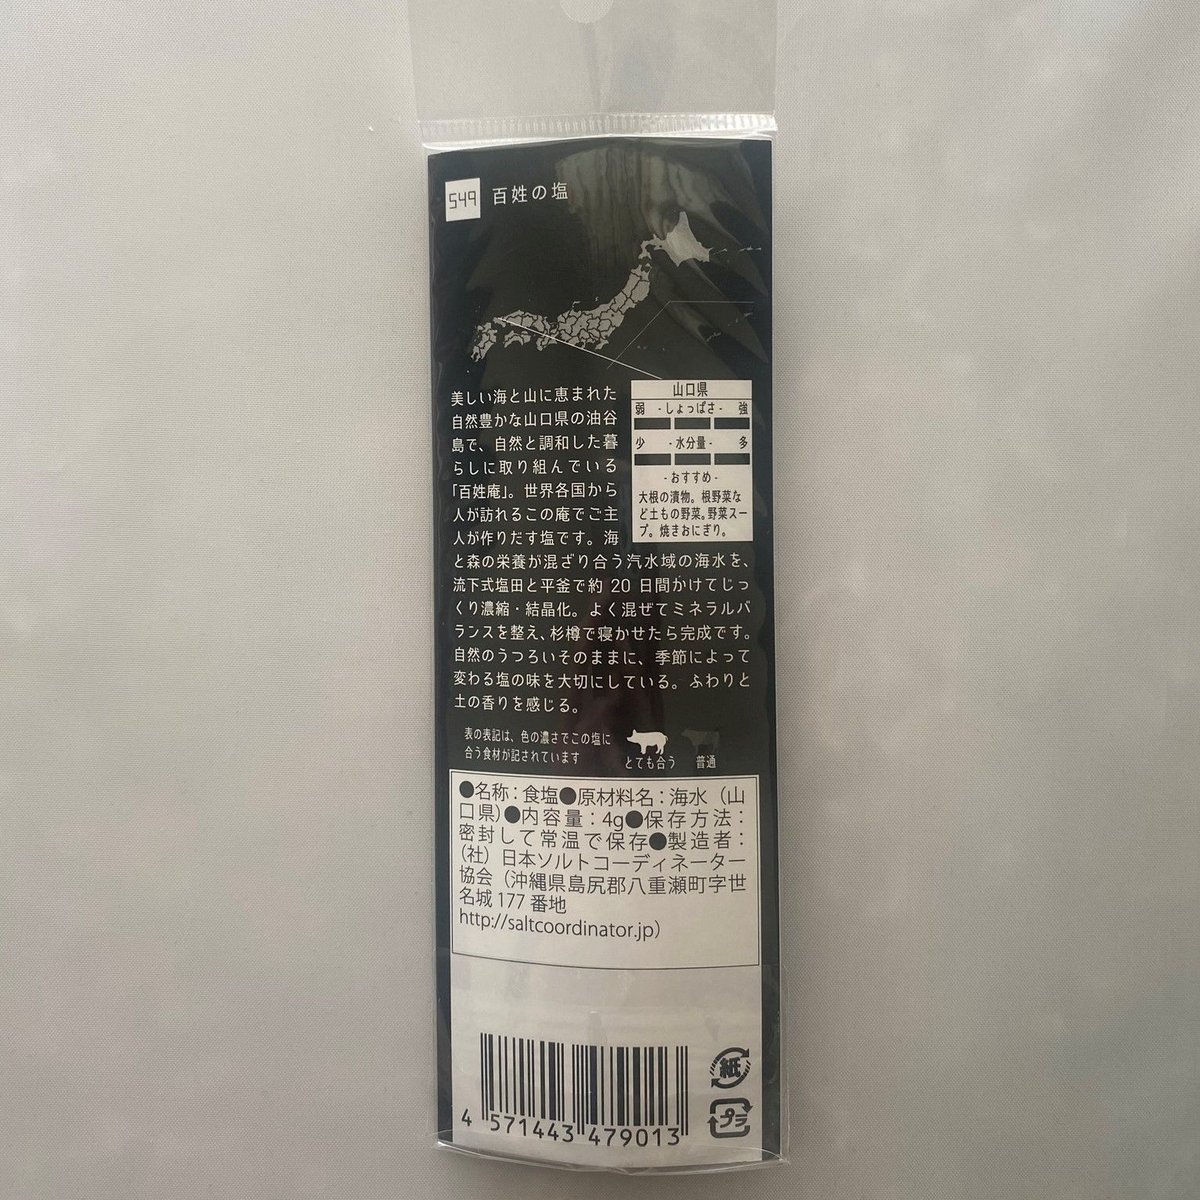 549 百姓の塩
美しい海と山に恵まれた
自然豊かな山口県の油谷
島で、自然と調和した暮
らしに取り組んでいる
「百姓庵」。世界各国から
人が訪れるこの庵でご主
人が作りだす塩です。海
と森の栄養が混ざり合う汽水域の海水を、
流下式塩田と平釜で約 20 日間かけてじっ
くり濃縮・結晶化。よく混ぜてミネラルバ
ランスを整え、杉樽で寝かせたら完成です。
自然のうつろいそのままに、季節によって
変わる塩の味を大切にしている。ふわりと
土の香りを感じる。
山口県
弱 -しょっぱさ- 強
少 -水分量- 多
-おすすめ-
大根の漬物。根野菜な
ど土もの野菜。野菜スー
プ。焼きおにぎり。
表の表記は、色の濃さでこの塩に
合う食材が記されています
とても合う 普通
●名称：食塩●原材料名：海水（山
口県）●内容量：4g●保存方法：
密封して常温で保存●製造者：
（社）日本ソルトコーディネーター
協会（沖縄県島尻郡八重瀬町字世
名城 177 番地
http://saltcoordinator.jp）
4 571443 479013
紙
プラ